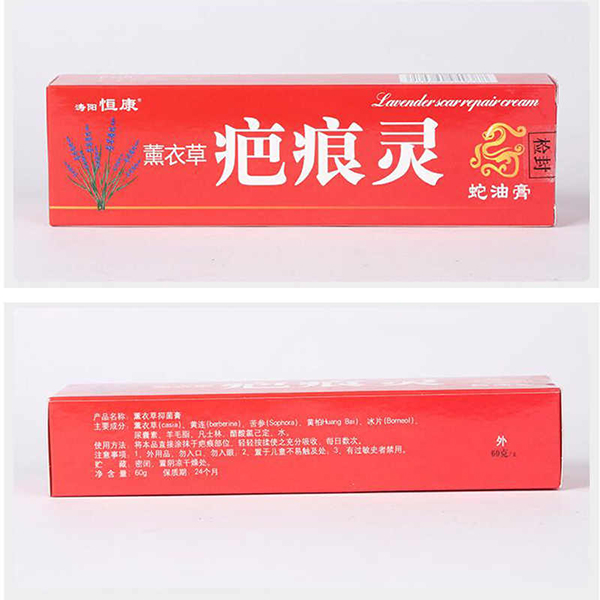 涛阳 恒康®
Lavender scar repair cream
薰衣草
疤痕灵
检封
蛇油膏
产品名称：薰衣草抑菌膏
主要成分：薰衣草(casia)、黄连(berberine)、苦参(Sophora)、黄柏(Huang Bai)、冰片(Borneol)、
尿囊素、羊毛脂、凡士林、醋酸氯己定、水。
使用方法 将本品直接涂抹于疤痕部位，轻轻按揉使之充分吸收，每日数次。
注意事项 1、外用品，勿入口、勿入眼，2、置于儿童不易触及处，3、有过敏史者禁用。
贮 藏 密闭，置阴凉干燥处。
净 含 量 60g 保质期 24个月
外
60克/支